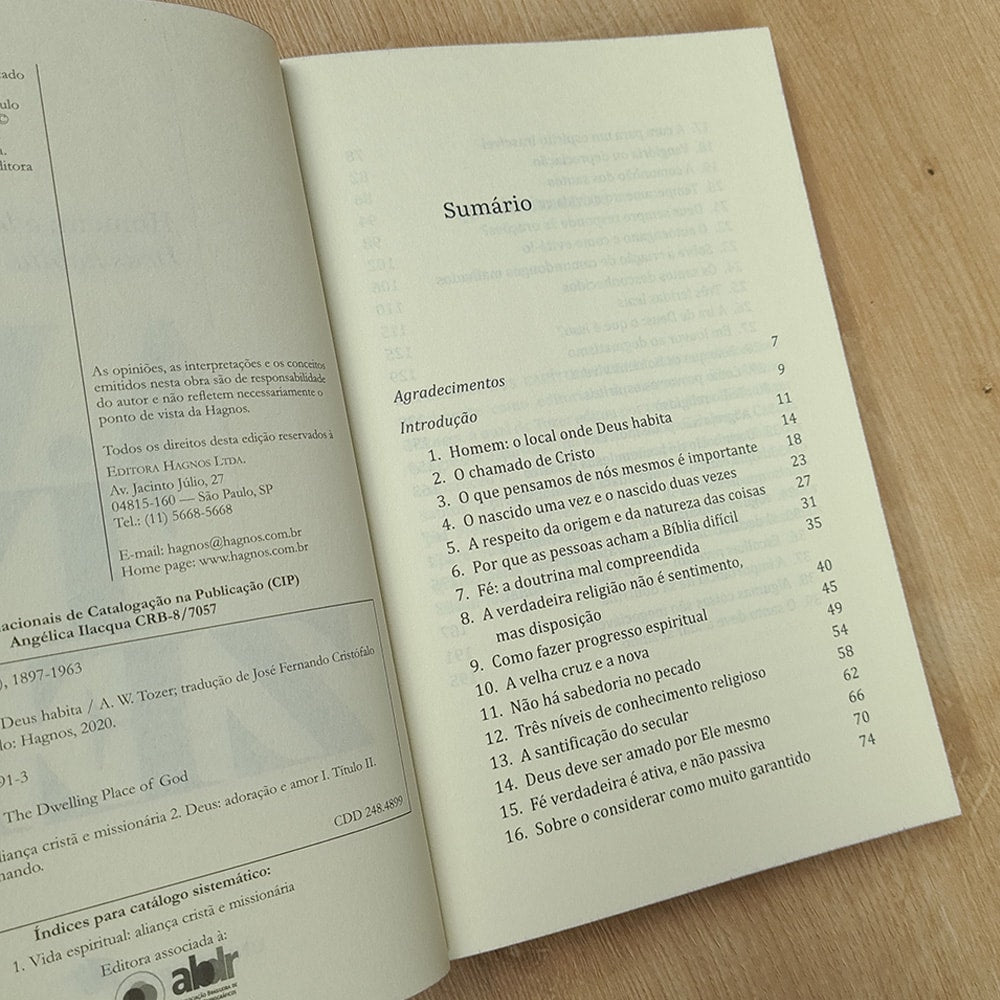 tado
ulo
©
a.
ditora
As opiniões, as interpretações e os conceitos
emitidos nesta obra são de responsabilidade
do autor e não refletem necessariamente o
ponto de vista da Hagnos.
Todos os direitos desta edição reservados à
EDITORA HAGNOS LTDA.
Av. Jacinto Júlio, 27
04815-160 — São Paulo, SP
Tel.: (11) 5668-5668
E-mail: hagnos@hagnos.com.br
Home page: www.hagnos.com.br
nacionais de Catalogação na Publicação (CIP)
Angélica Ilacqua CRB-8/7057
), 1897-1963
Deus habita / A. W. Tozer; tradução de José Fernando Cristófalo
lo: Hagnos, 2020.
91-3
The Dwelling Place of God
liança cristã e missionária 2. Deus: adoração e amor I. Título II.
nando.
CDD 248.4899
Índices para catálogo sistemático:
1. Vida espiritual: aliança cristã e missionária
Editora associada à:
abdr
Sumário
Agradecimentos 7
Introdução 9
1. Homem: o local onde Deus habita 11
2. O chamado de Cristo 14
3. O que pensamos de nós mesmos é importante 18
4. O nascido uma vez e o nascido duas vezes 23
5. A respeito da origem e da natureza das coisas 27
6. Por que as pessoas acham a Bíblia difícil 31
7. Fé: a doutrina mal compreendida 35
8. A verdadeira religião não é sentimento,
mas disposição 40
9. Como fazer progresso espiritual 45
10. A velha cruz e a nova 49
11. Não há sabedoria no pecado 54
12. Três níveis de conhecimento religioso 58
13. A santificação do secular 62
14. Deus deve ser amado por Ele mesmo 66
15. Fé verdadeira é ativa, e não passiva 70
16. Sobre o considerar como muito garantido 74